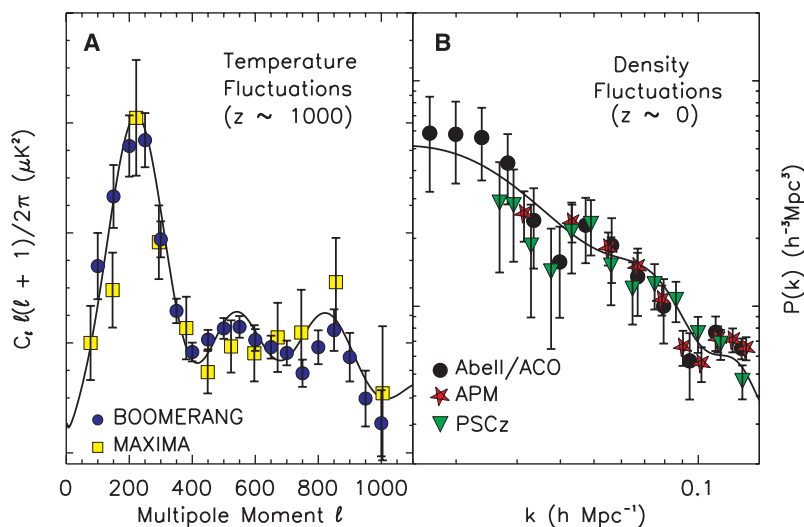 A
Temperature
Fluctuations
(z ~ 1000)
C_ℓ ℓ(ℓ + 1)/2π (μK²)
BOOMERANG
MAXIMA
0 200 400 600 800 1000
Multipole Moment ℓ
B
Density
Fluctuations
(z ~ 0)
P(k) (h⁻³Mpc³)
Abell/ACO
APM
PSCz
0.1
k (h Mpc⁻¹)